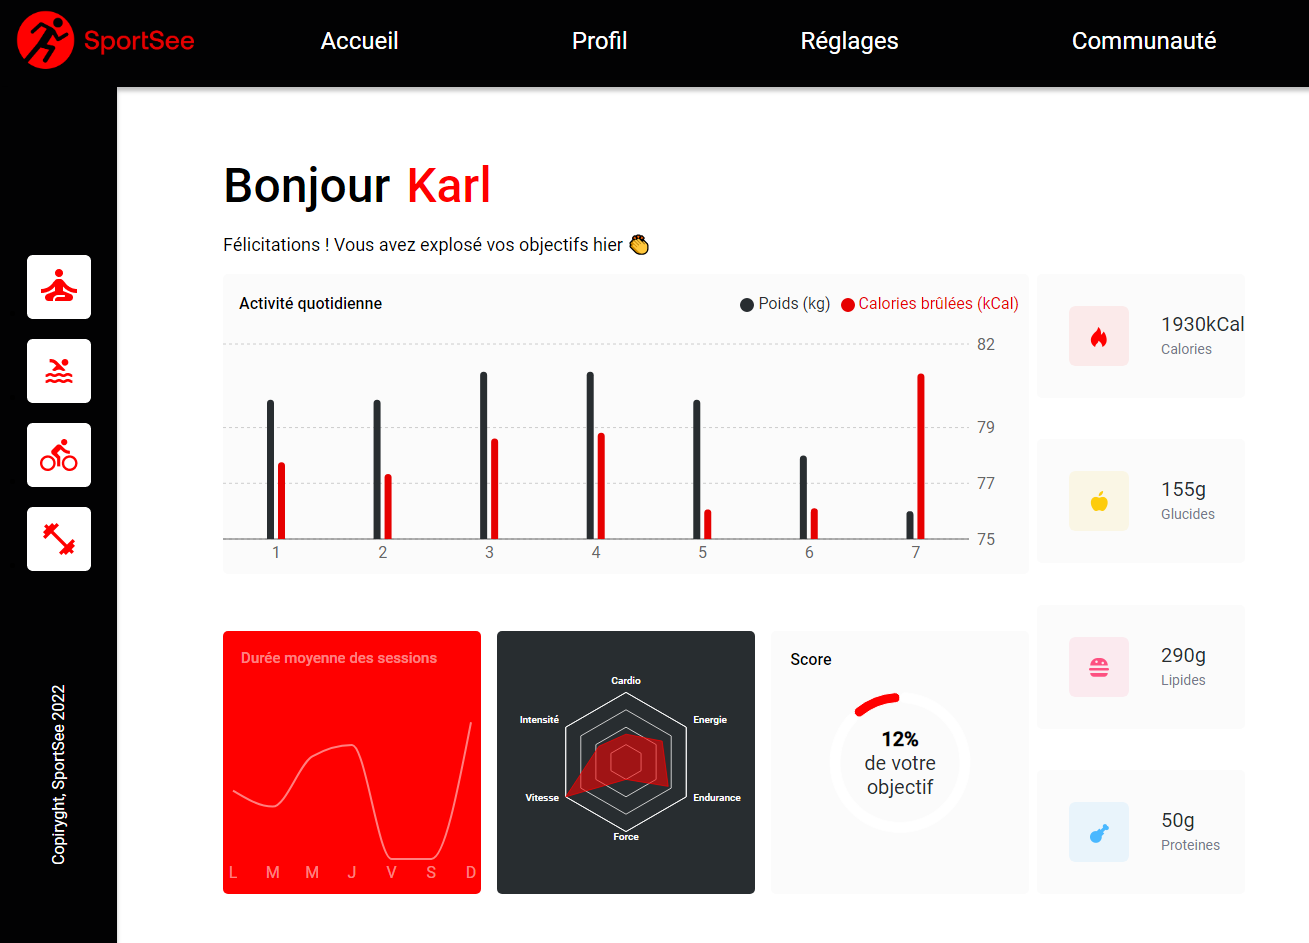 SportSee
Accueil
Profil
Réglages
Communauté
Bonjour Karl
Félicitations ! Vous avez explosé vos objectifs hier 👏
Activité quotidienne
Poids (kg)
Calories brûlées (kCal)
82
79
77
75
1 2 3 4 5 6 7
1930kCal
Calories
155g
Glucides
290g
Lipides
50g
Proteines
Durée moyenne des sessions
L M M J V S D
Cardio
Energie
Endurance
Force
Vitesse
Intensité
Score
12%
de votre
objectif
Copiryght, SportSee 2022